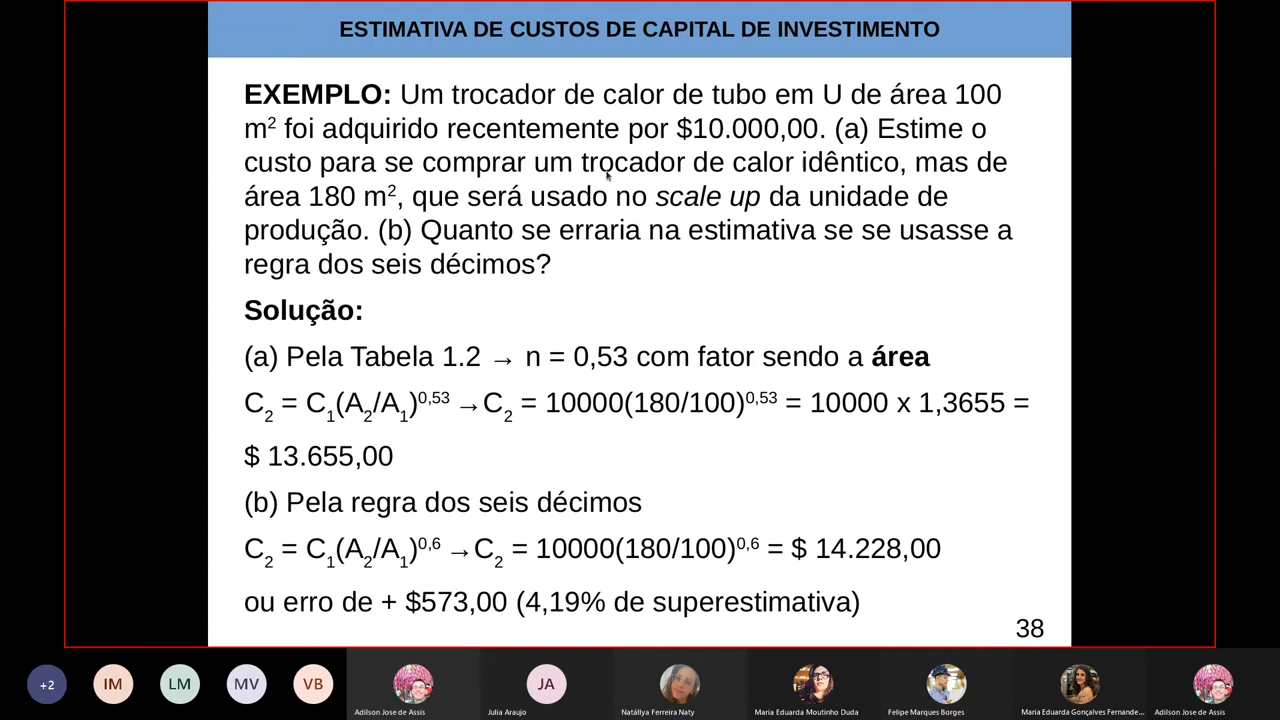 ESTIMATIVA DE CUSTOS DE CAPITAL DE INVESTIMENTO
EXEMPLO: Um trocador de calor de tubo em U de área 100
m² foi adquirido recentemente por $10.000,00. (a) Estime o
custo para se comprar um trocador de calor idêntico, mas de
área 180 m², que será usado no scale up da unidade de
produção. (b) Quanto se erraria na estimativa se se usasse a
regra dos seis décimos?
Solução:
(a) Pela Tabela 1.2 → n = 0,53 com fator sendo a área
C₂ = C₁(A₂/A₁)^0,53 → C₂ = 10000(180/100)^0,53 = 10000 x 1,3655 =
$ 13.655,00
(b) Pela regra dos seis décimos
C₂ = C₁(A₂/A₁)^0,6 → C₂ = 10000(180/100)^0,6 = $ 14.228,00
ou erro de + $573,00 (4,19% de superestimativa)
38
+2 IM LM MV VB JA
Adilson Jose de Assis Julia Araujo Natállya Ferreira Naty Maria Eduarda Moutinho Duda Felipe Marques Borges Maria Eduarda Gonçalves Fernande... Adilson Jose de Assis